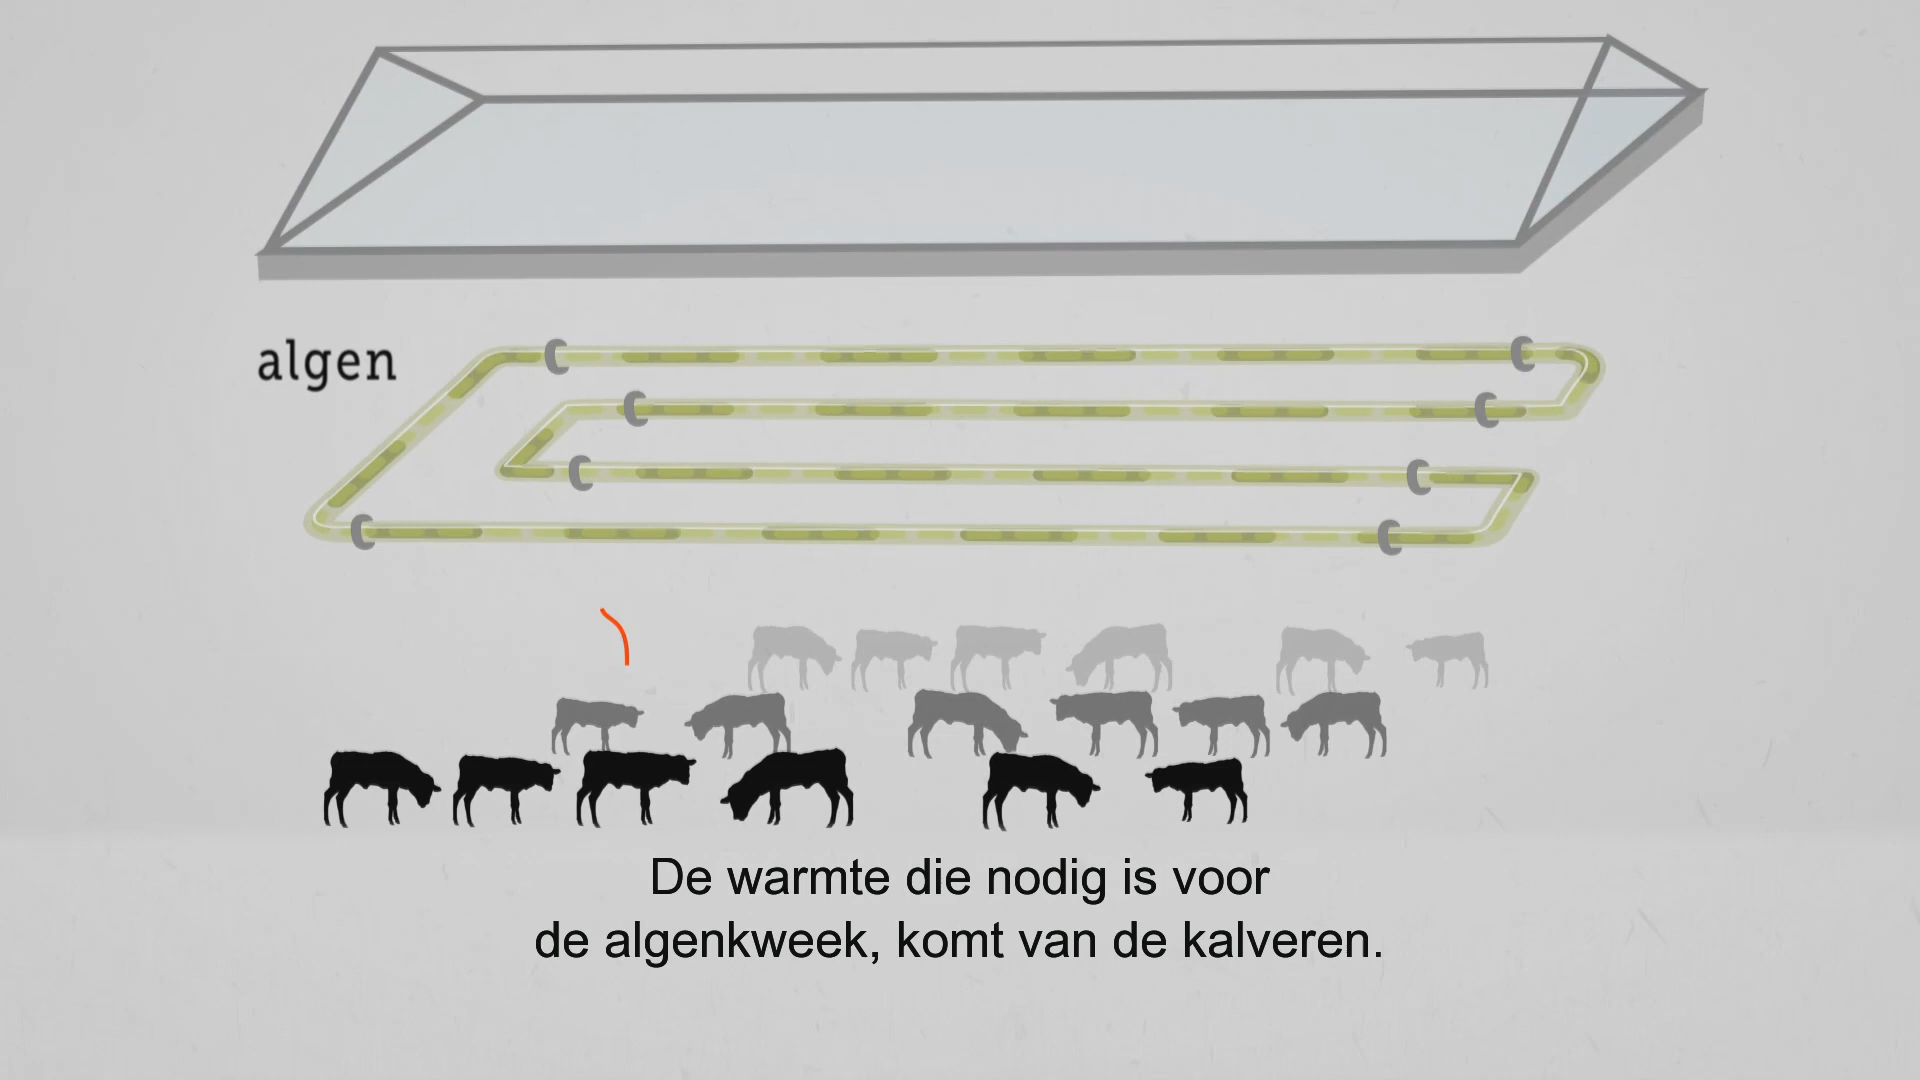 algen
De warmte die nodig is voor
de algenkweek, komt van de kalveren.